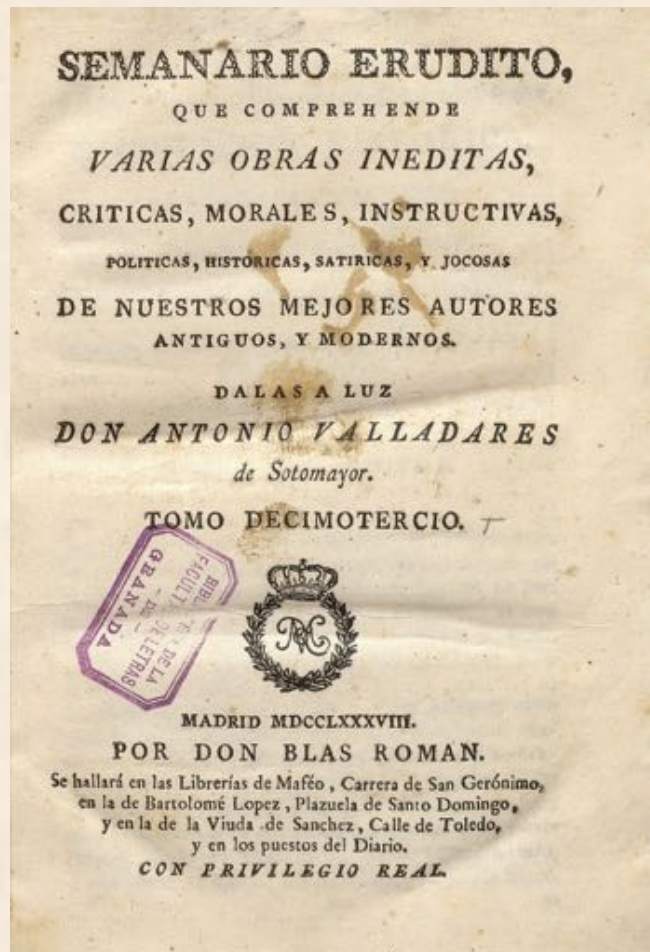 SEMANARIO ERUDITO,
QUE COMPREHENDE
VARIAS OBRAS INEDITAS,
CRITICAS, MORALES, INSTRUCTIVAS,
POLITICAS, HISTORICAS, SATIRICAS, Y JOCOSAS
DE NUESTROS MEJORES AUTORES
ANTIGUOS, Y MODERNOS.
DALAS A LUZ
DON ANTONIO VALLADARES
de Sotomayor.
TOMO DECIMOTERCIO.
DE LA
FACULTAD DE LETRAS
- DE -
GRANADA
MADRID MDCCLXXXVIII.
POR DON BLAS ROMAN.
Se hallará en las Librerías de Maféo, Carrera de San Gerónimo,
en la de Bartolomé Lopez, Plazuela de Santo Domingo,
y en la de la Viuda de Sanchez, Calle de Toledo,
y en los puestos del Diario.
CON PRIVILEGIO REAL.